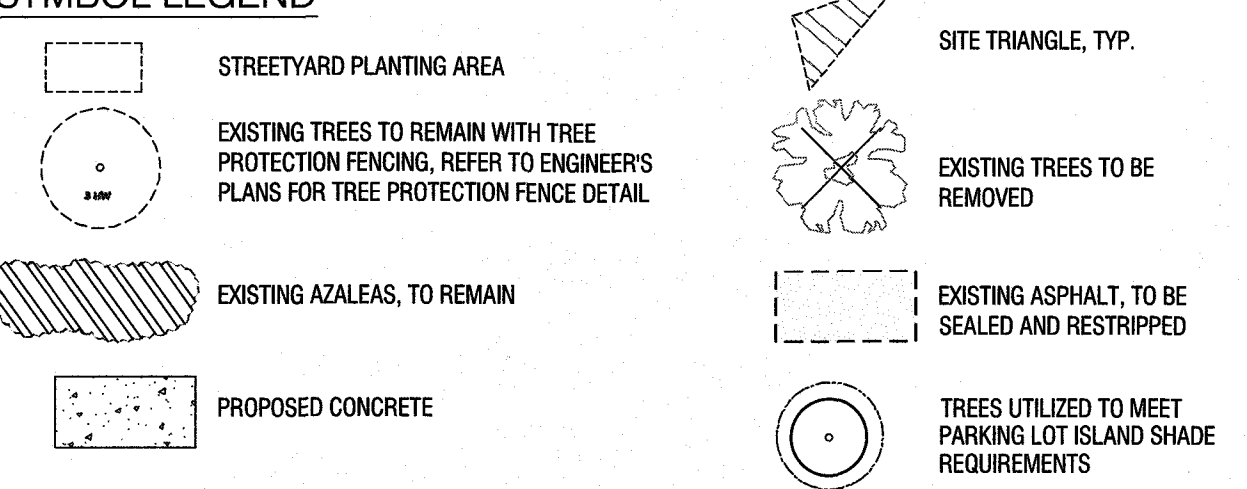 SYMBOL LEGEND
STREETYARD PLANTING AREA
EXISTING TREES TO REMAIN WITH TREE
PROTECTION FENCING, REFER TO ENGINEER'S
PLANS FOR TREE PROTECTION FENCE DETAIL
EXISTING AZALEAS, TO REMAIN
PROPOSED CONCRETE
SITE TRIANGLE, TYP.
EXISTING TREES TO BE
REMOVED
EXISTING ASPHALT, TO BE
SEALED AND RESTRIPPED
TREES UTILIZED TO MEET
PARKING LOT ISLAND SHADE
REQUIREMENTS